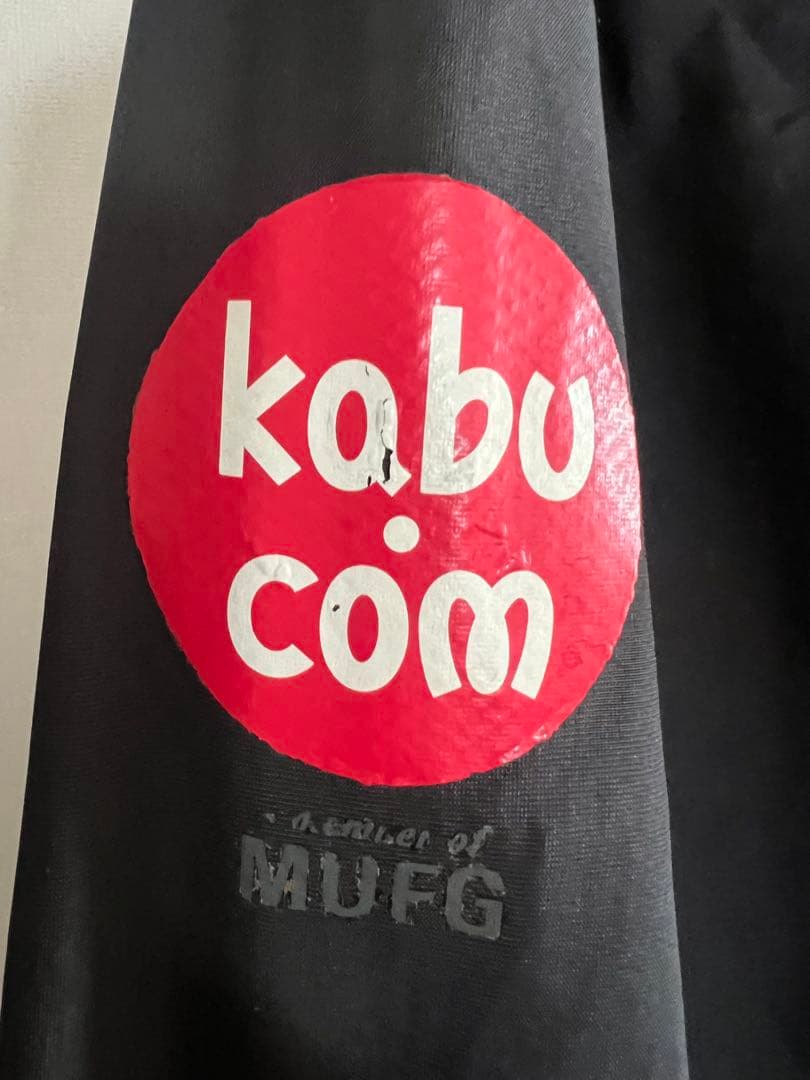 kabu
.com
a member of
MUFG